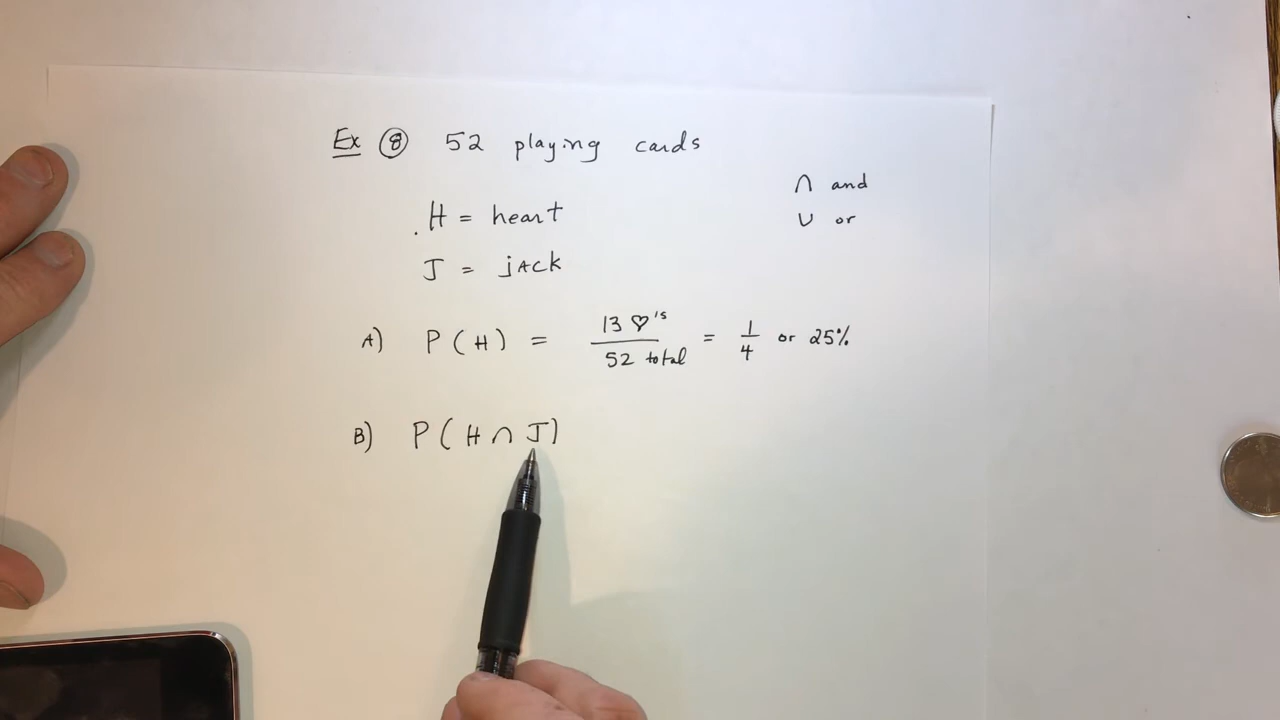 Ex ⑧ 52 playing cards
∩ and
H = heart
∪ or
J = jACK
A) P(H) = 13 ♡'s / 52 total = 1/4 or 25%
B) P(H ∩ J)